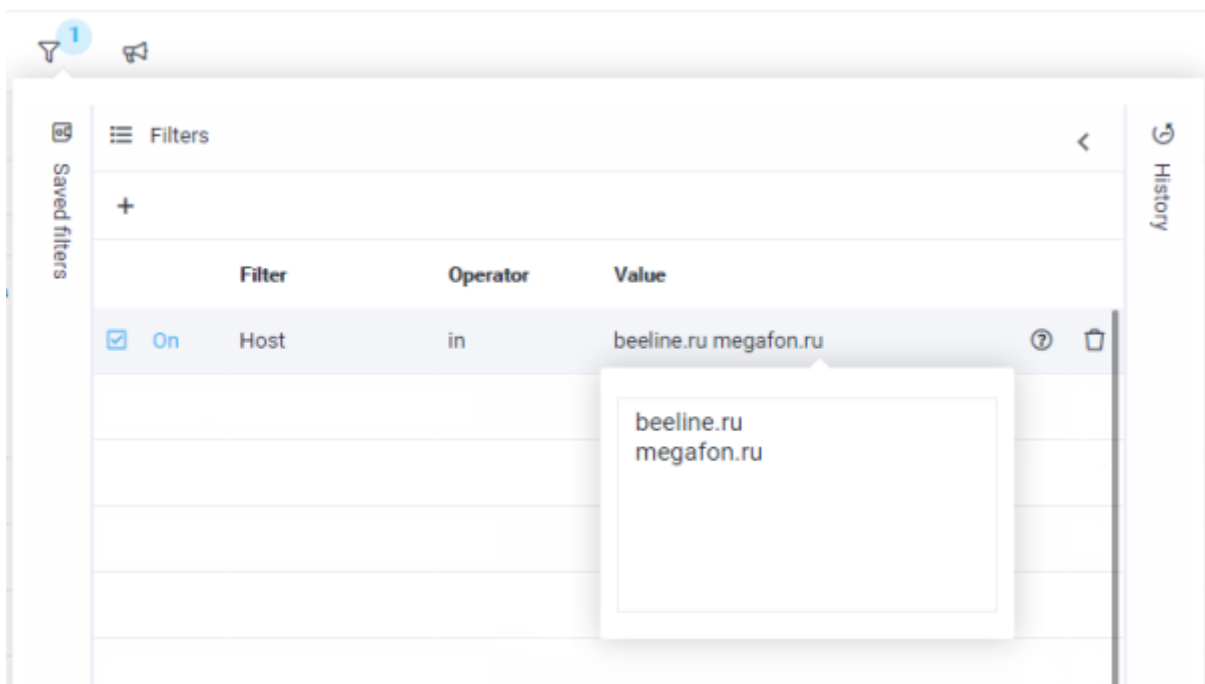 1
Saved filters
Filters
History
Filter Operator Value
On Host in beeline.ru megafon.ru
beeline.ru
megafon.ru